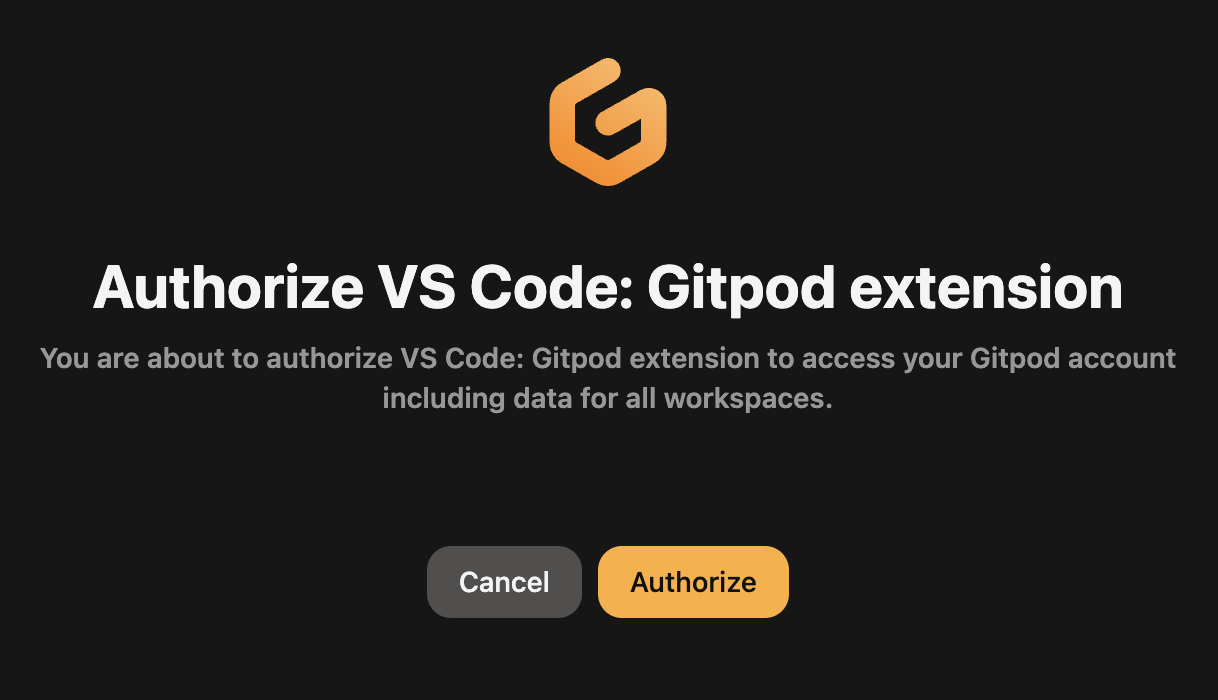 Authorize VS Code: Gitpod extension
You are about to authorize VS Code: Gitpod extension to access your Gitpod account
including data for all workspaces.
Cancel
Authorize